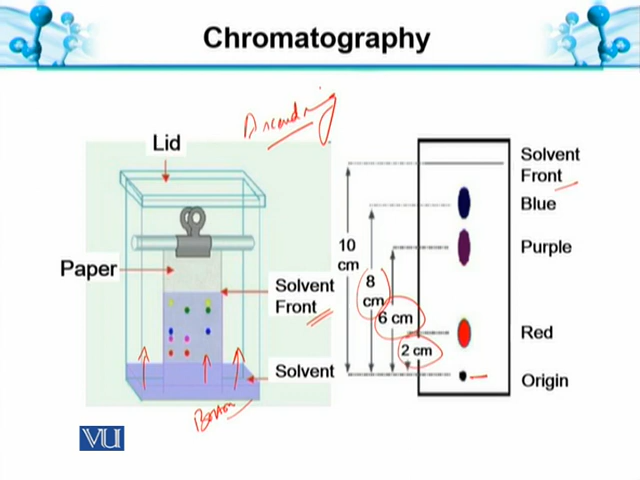 Chromatography
Lid
Paper
Solvent
Front
Solvent
Bottom
10
cm
8
cm
6 cm
2 cm
Solvent
Front
Blue
Purple
Red
Origin
VU